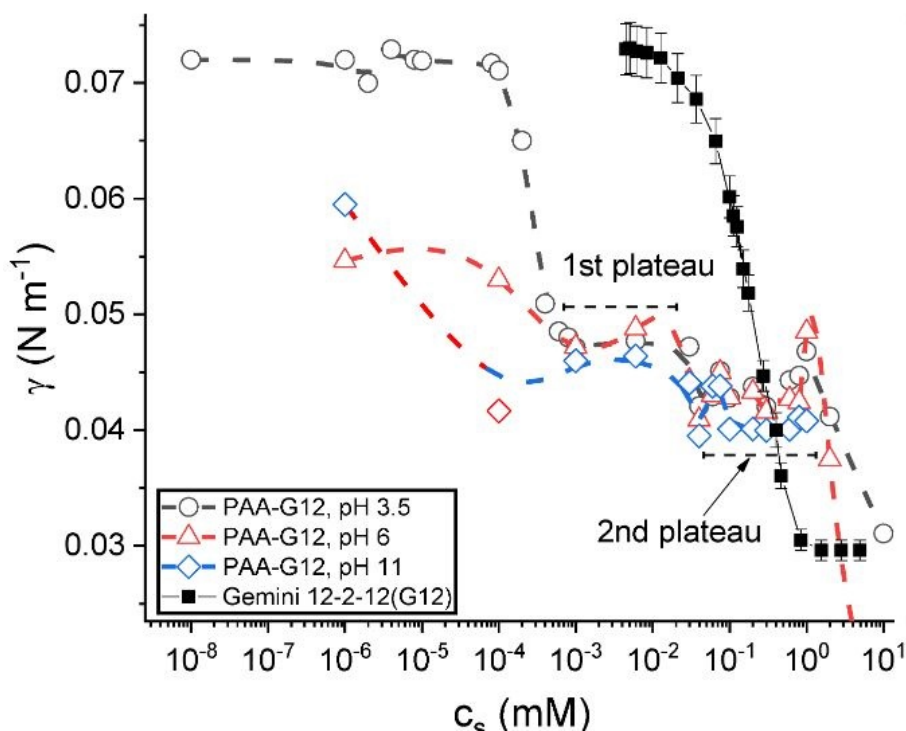 0.07
0.06
0.05
0.04
0.03
γ (N m⁻¹)
1st plateau
2nd plateau
PAA-G12, pH 3.5
PAA-G12, pH 6
PAA-G12, pH 11
Gemini 12-2-12(G12)
10⁻⁸ 10⁻⁷ 10⁻⁶ 10⁻⁵ 10⁻⁴ 10⁻³ 10⁻² 10⁻¹ 10⁰ 10¹
cₛ (mM)